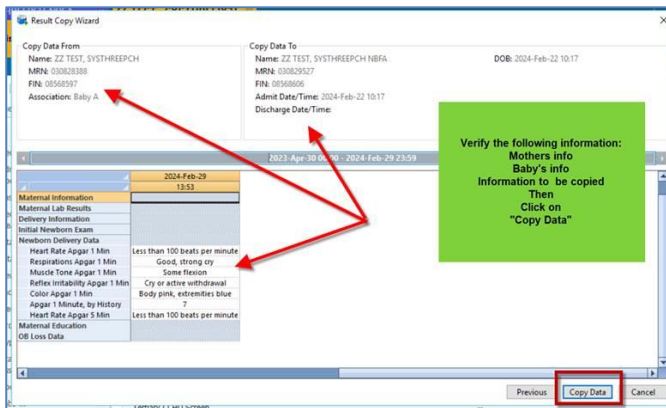 Result Copy Wizard
Copy Data From
Name: ZZ TEST, SYSTHREEPCH
MRN: 030828388
FIN: 08568597
Association: Baby A
Copy Data To
Name: ZZ TEST, SYSTHREEPCH NBFA
MRN: 030829527
FIN: 08568606
Admit Date/Time: 2024-Feb-22 10:17
Discharge Date/Time:
DOB: 2024-Feb-22 10:17
Verify the following information:
Mothers info
Baby's info
Information to be copied
Then
Click on
"Copy Data"
2023-Apr-30 00:00 - 2024-Feb-29 23:59
2024-Feb-29
13:53
Maternal Information
Maternal Lab Results
Delivery Information
Initial Newborn Exam
Newborn Delivery Data
Heart Rate Apgar 1 Min Less than 100 beats per minute
Respirations Apgar 1 Min Good, strong cry
Muscle Tone Apgar 1 Min Some flexion
Reflex Irritability Apgar 1 Min Cry or active withdrawal
Color Apgar 1 Min Body pink, extremities blue
Apgar 1 Minute, by History 7
Heart Rate Apgar 5 Min Less than 100 beats per minute
Maternal Education
OB Loss Data
Previous Copy Data Cancel